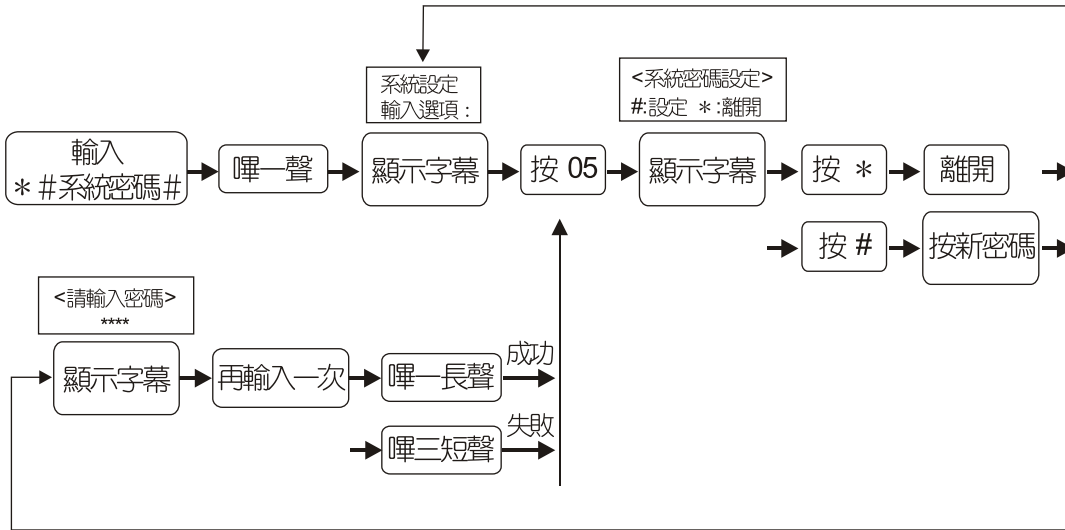 系統設定
輸入選項：
<系統密碼設定>
#:設定 ＊:離開
輸入
＊#系統密碼#
嗶一聲
顯示字幕
按 05
顯示字幕
按 ＊
離開
按 #
按新密碼
<請輸入密碼>
****
顯示字幕
再輸入一次
嗶一長聲
成功
嗶三短聲
失敗